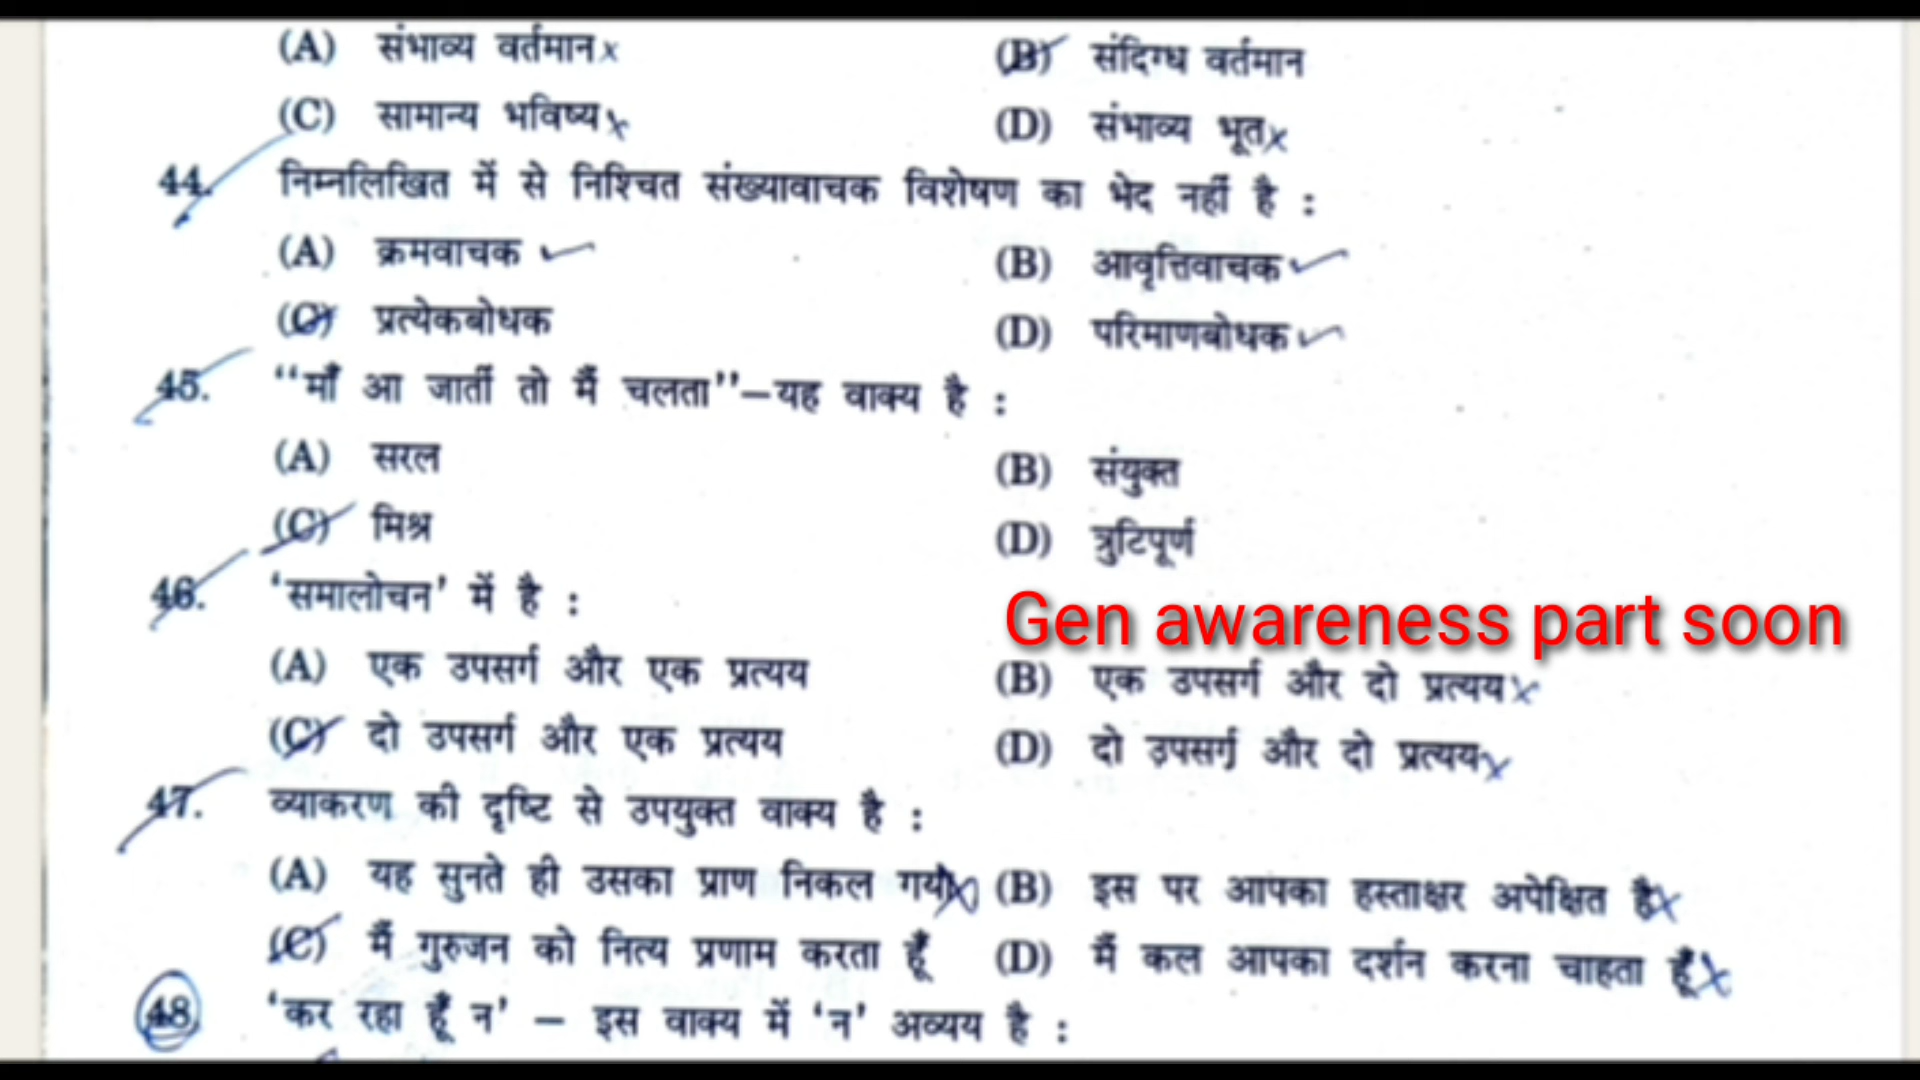 (A) संभाव्य वर्तमान (B) संदिग्ध वर्तमान
(C) सामान्य भविष्य (D) संभाव्य भूत
44. निम्नलिखित में से निश्चित संख्यावाचक विशेषण का भेद नहीं है :
(A) क्रमवाचक (B) आवृत्तिवाचक
(C) प्रत्येकबोधक (D) परिमाणबोधक
45. ‘‘माँ आ जातीं तो मैं चलता’’–यह वाक्य है :
(A) सरल (B) संयुक्त
(C) मिश्र (D) त्रुटिपूर्ण
46. ‘समालोचन’ में है :
Gen awareness part soon
(A) एक उपसर्ग और एक प्रत्यय (B) एक उपसर्ग और दो प्रत्यय
(C) दो उपसर्ग और एक प्रत्यय (D) दो उपसर्ग और दो प्रत्यय
47. व्याकरण की दृष्टि से उपयुक्त वाक्य है :
(A) यह सुनते ही उसका प्राण निकल गया (B) इस पर आपका हस्ताक्षर अपेक्षित है
(C) मैं गुरुजन को नित्य प्रणाम करता हूँ (D) मैं कल आपका दर्शन करना चाहता हूँ
48 ‘कर रहा हूँ न’ – इस वाक्य में ‘न’ अव्यय है :